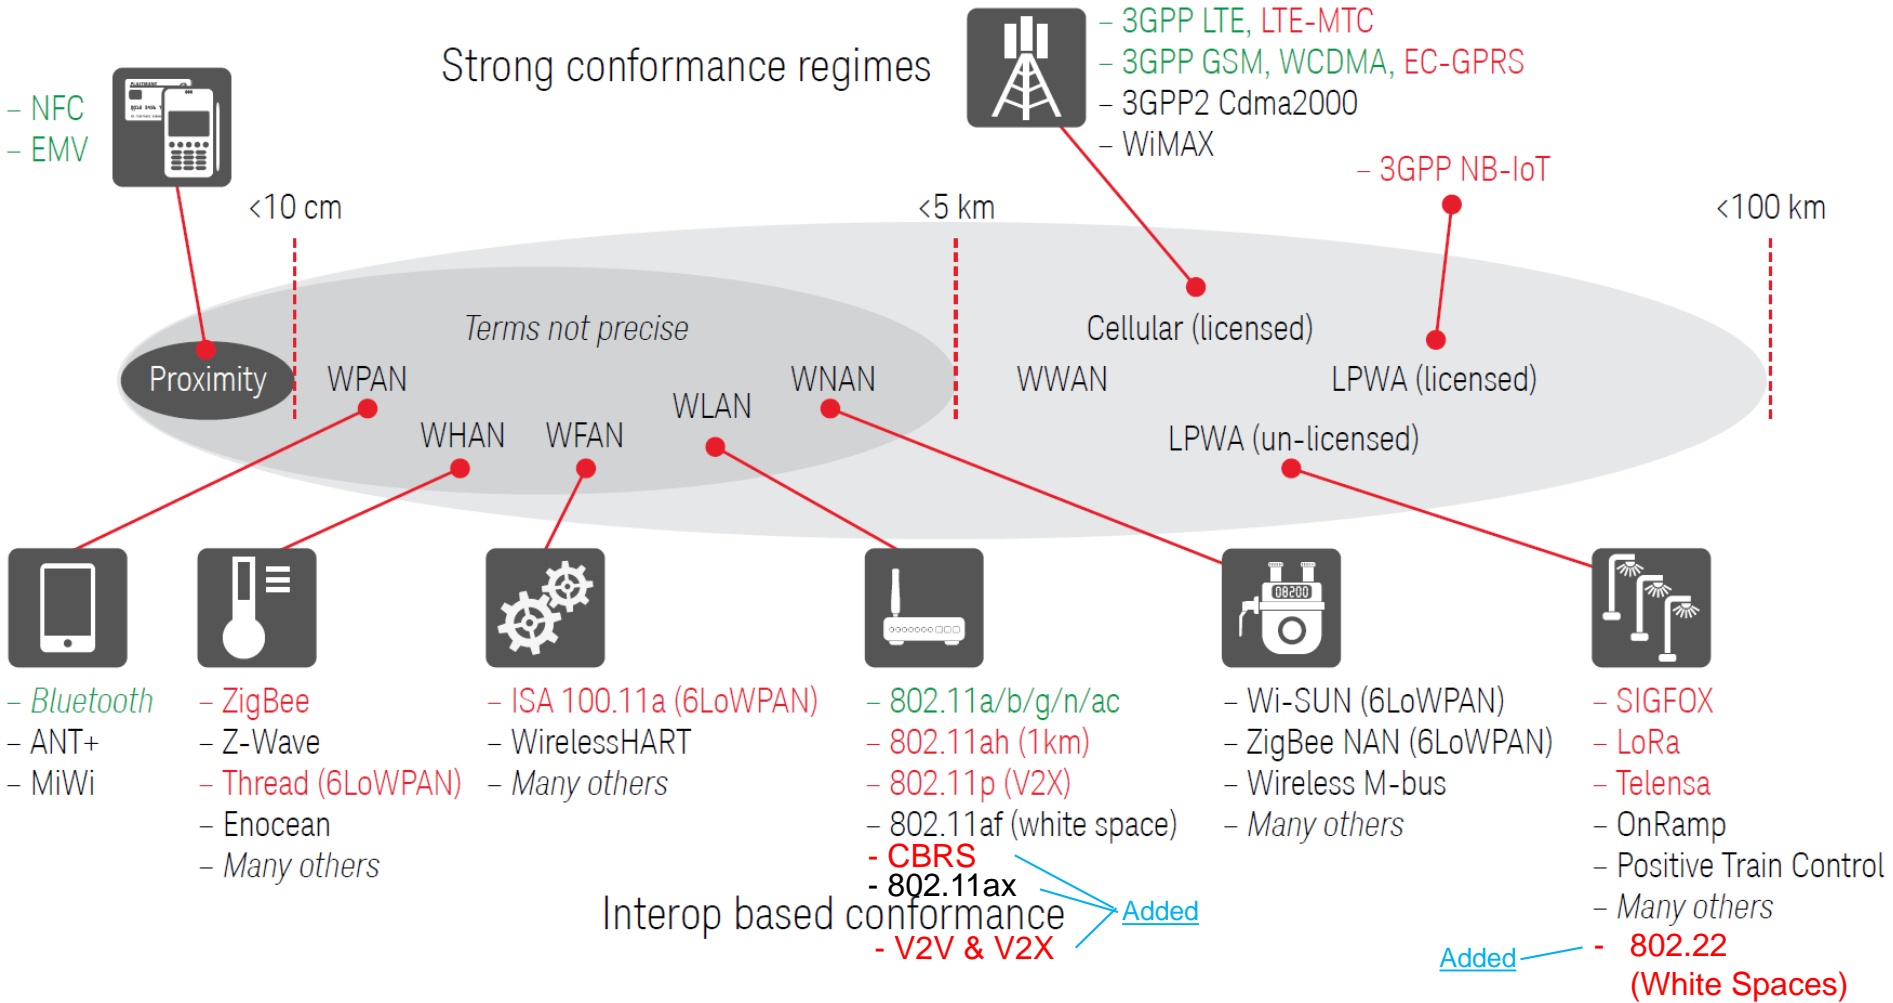 Strong conformance regimes
– NFC
– EMV
– 3GPP LTE, LTE-MTC
– 3GPP GSM, WCDMA, EC-GPRS
– 3GPP2 Cdma2000
– WiMAX
– 3GPP NB-IoT
<10 cm
<5 km
<100 km
Terms not precise
Cellular (licensed)
Proximity
WPAN
WHAN
WFAN
WLAN
WNAN
WWAN
LPWA (licensed)
LPWA (un-licensed)
08200
– Bluetooth
– ANT+
– MiWi
– ZigBee
– Z-Wave
– Thread (6LoWPAN)
– Enocean
– Many others
– ISA 100.11a (6LoWPAN)
– WirelessHART
– Many others
– 802.11a/b/g/n/ac
– 802.11ah (1km)
– 802.11p (V2X)
– 802.11af (white space)
- CBRS
- 802.11ax
- V2V & V2X
Added
Interop based conformance
– Wi-SUN (6LoWPAN)
– ZigBee NAN (6LoWPAN)
– Wireless M-bus
– Many others
– SIGFOX
– LoRa
– Telensa
– OnRamp
– Positive Train Control
– Many others
- 802.22
(White Spaces)
Added